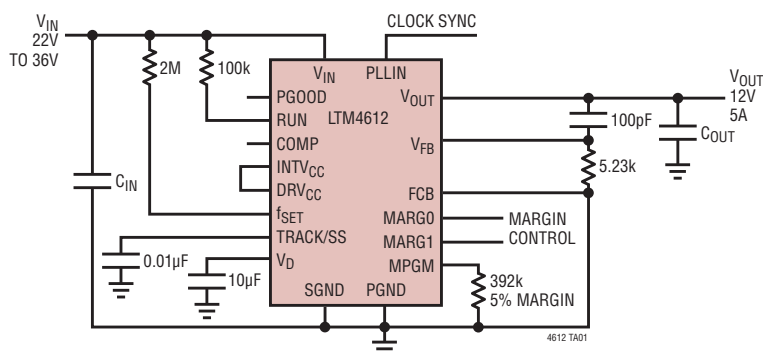 VIN
22V
TO 36V
CLOCK SYNC
2M
100k
VIN
PLLIN
PGOOD
VOUT
VOUT
12V
5A
RUN
LTM4612
100pF
COUT
COMP
VFB
INTVCC
5.23k
CIN
DRVCC
FCB
fSET
MARG0
MARGIN
CONTROL
TRACK/SS
MARG1
0.01µF
VD
MPGM
10µF
392k
5% MARGIN
SGND
PGND
4612 TA01